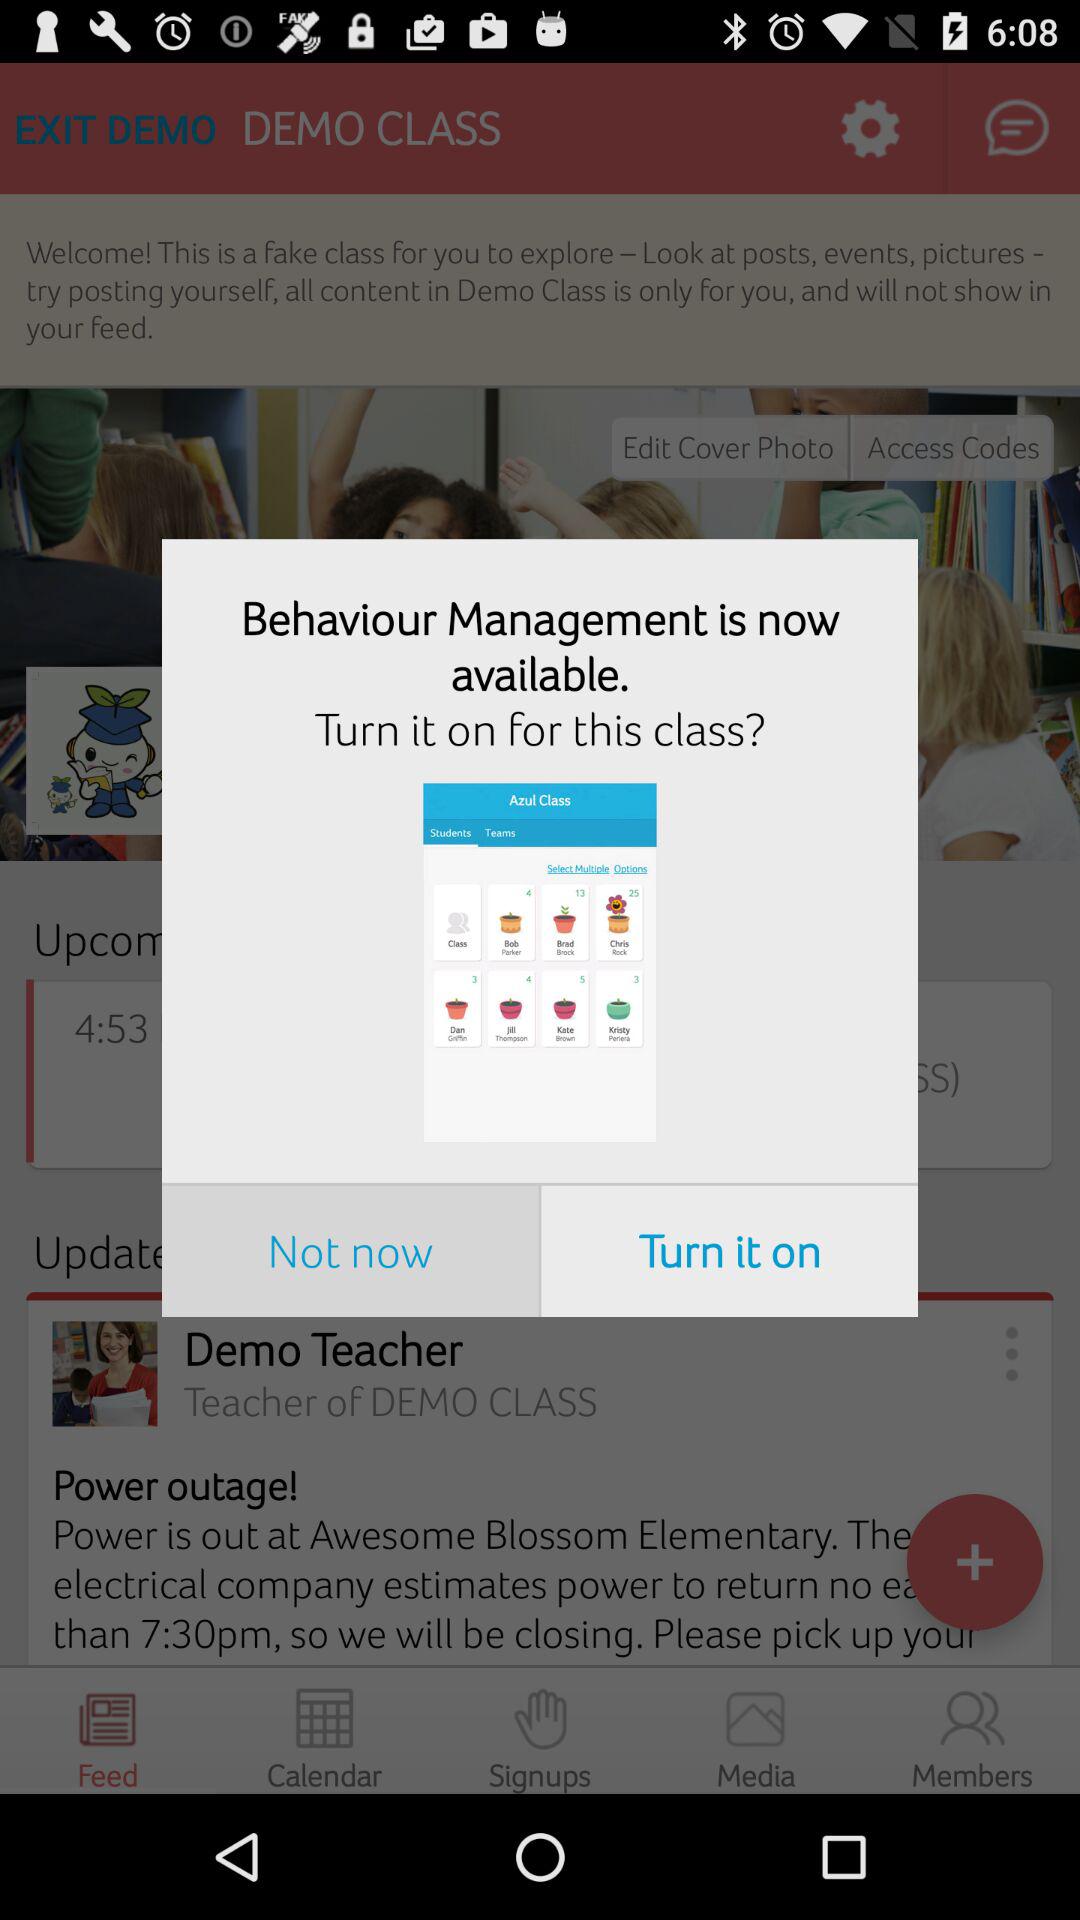 FAKE
6:08
EXIT DEMO DEMO CLASS
Welcome! This is a fake class for you to explore – Look at posts, events, pictures -
try posting yourself, all content in Demo Class is only for you, and will not show in
your feed.
Edit Cover Photo Access Codes
Behaviour Management is now
available.
Turn it on for this class?
Azul Class
Students Teams
Select Multiple Options
Class
4
Bob
Parker
13
Brad
Brock
25
Chris
Rock
3
Dan
Griffin
4
Jill
Thompson
5
Kate
Brown
3
Kristy
Periera
Not now Turn it on
Upcom
4:53
SS)
Update
Demo Teacher
Teacher of DEMO CLASS
Power outage!
Power is out at Awesome Blossom Elementary. The
electrical company estimates power to return no ea
than 7:30pm, so we will be closing. Please pick up your
Feed Calendar Signups Media Members